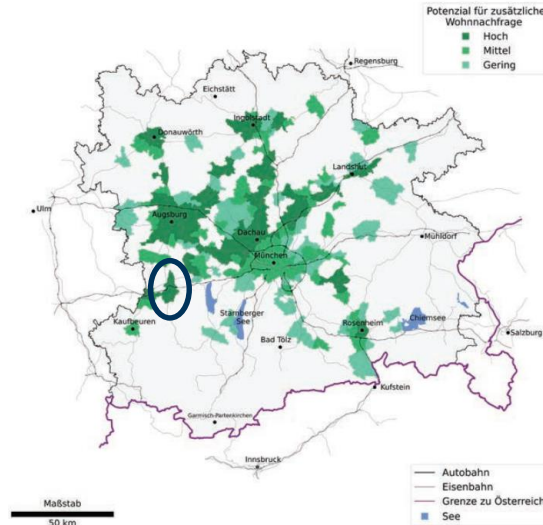 Potenzial für zusätzliche
Wohnnachfrage
Hoch
Mittel
Gering
Regensburg
Eichstätt
Ingolstadt
Donauwörth
Landshut
Ulm
Augsburg
Dachau
München
Mühldorf
Kaufbeuren
Starnberger
See
Rosenheim
Chiemsee
Bad Tölz
Salzburg
Kufstein
Garmisch-Partenkirchen
Innsbruck
Maßstab
50 km
Autobahn
Eisenbahn
Grenze zu Österreich
See